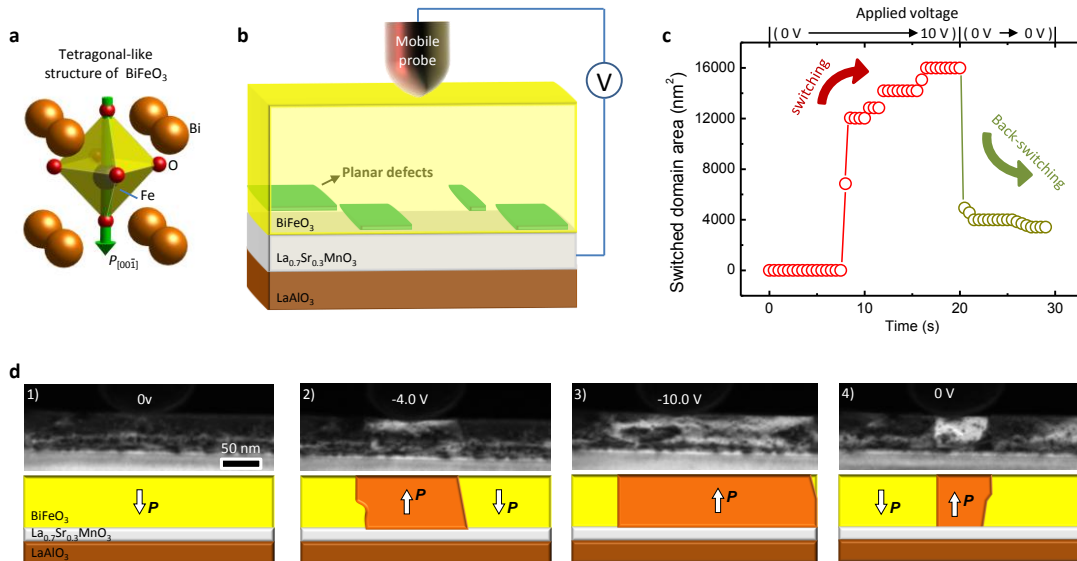 a
Tetragonal-like
structure of BiFeO₃
Bi
O
Fe
P[001̄]
b
Mobile
probe
V
Planar defects
BiFeO₃
La₀.₇Sr₀.₃MnO₃
LaAlO₃
c
Applied voltage
( 0 V 10 V ) ( 0 V 0 V )
switching
Back-switching
Switched domain area (nm²)
16000
12000
8000
4000
0
0 10 20 30
Time (s)
d
1) 0v
50 nm
2) -4.0 V
3) -10.0 V
4) 0 V
P
BiFeO₃
La₀.₇Sr₀.₃MnO₃
LaAlO₃
P P
P
P P